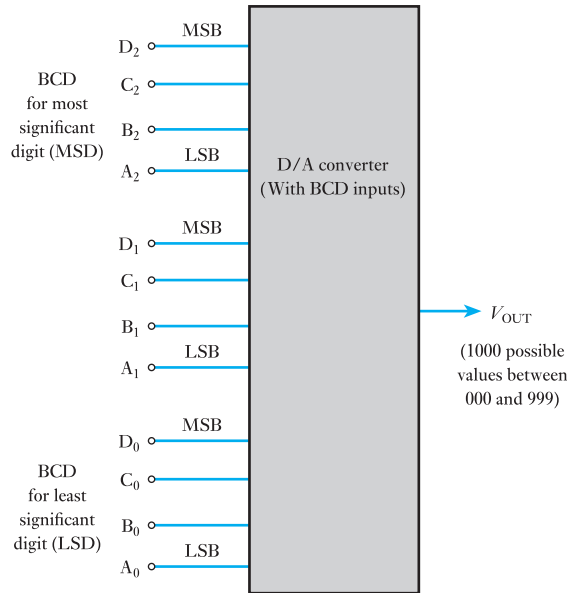 MSB
D2
BCD
for most
significant
digit (MSD)
C2
B2
LSB
A2
D/A converter
(With BCD inputs)
MSB
D1
C1
B1
LSB
A1
VOUT
(1000 possible
values between
000 and 999)
MSB
D0
BCD
for least
significant
digit (LSD)
C0
B0
LSB
A0